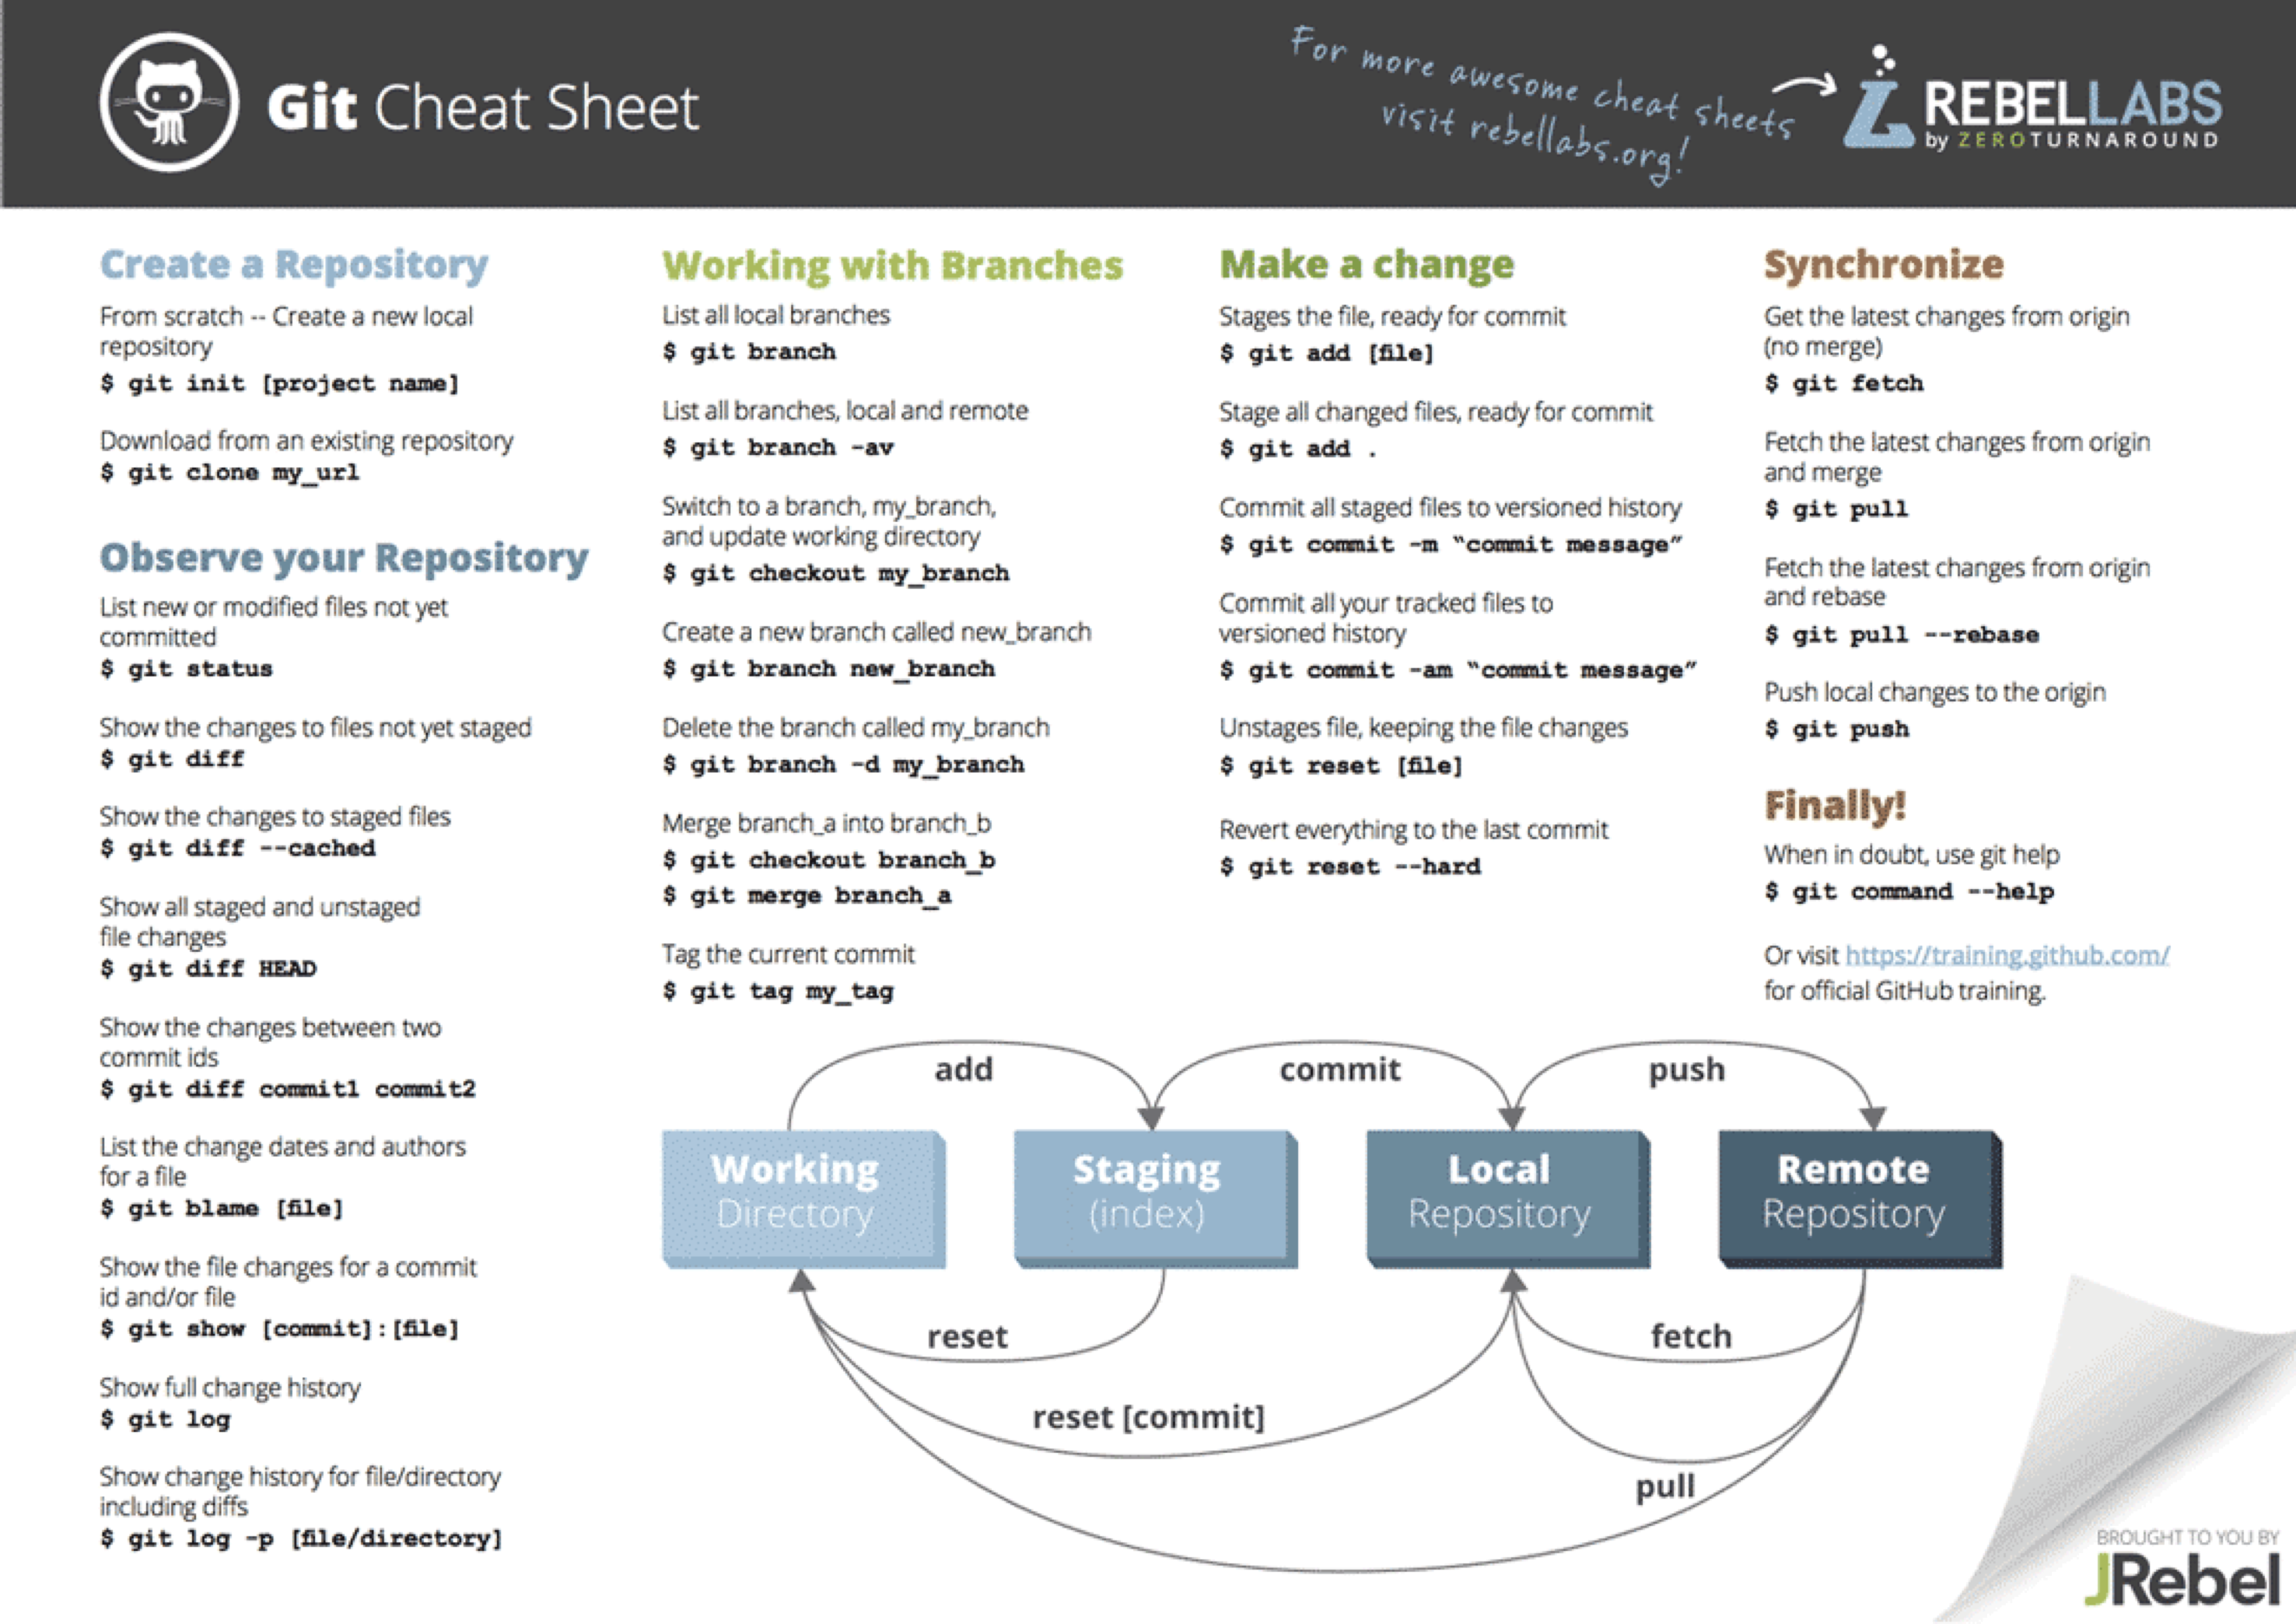 Git Cheat Sheet
For more awesome cheat sheets
visit rebellabs.org!
REBELLABS
by ZEROTURNAROUND
Create a Repository
From scratch -- Create a new local
repository
$ git init [project name]
Download from an existing repository
$ git clone my_url
Observe your Repository
List new or modified files not yet
committed
$ git status
Show the changes to files not yet staged
$ git diff
Show the changes to staged files
$ git diff --cached
Show all staged and unstaged
file changes
$ git diff HEAD
Show the changes between two
commit ids
$ git diff commit1 commit2
List the change dates and authors
for a file
$ git blame [file]
Show the file changes for a commit
id and/or file
$ git show [commit]:[file]
Show full change history
$ git log
Show change history for file/directory
including diffs
$ git log -p [file/directory]
Working with Branches
List all local branches
$ git branch
List all branches, local and remote
$ git branch -av
Switch to a branch, my_branch,
and update working directory
$ git checkout my_branch
Create a new branch called new_branch
$ git branch new_branch
Delete the branch called my_branch
$ git branch -d my_branch
Merge branch_a into branch_b
$ git checkout branch_b
$ git merge branch_a
Tag the current commit
$ git tag my_tag
Make a change
Stages the file, ready for commit
$ git add [file]
Stage all changed files, ready for commit
$ git add .
Commit all staged files to versioned history
$ git commit -m “commit message”
Commit all your tracked files to
versioned history
$ git commit -am “commit message”
Unstages file, keeping the file changes
$ git reset [file]
Revert everything to the last commit
$ git reset --hard
Synchronize
Get the latest changes from origin
(no merge)
$ git fetch
Fetch the latest changes from origin
and merge
$ git pull
Fetch the latest changes from origin
and rebase
$ git pull --rebase
Push local changes to the origin
$ git push
Finally!
When in doubt, use git help
$ git command --help
Or visit https://training.github.com/
for official GitHub training.
add
commit
push
Working
Directory
Staging
(index)
Local
Repository
Remote
Repository
reset
fetch
reset [commit]
pull
BROUGHT TO YOU BY
JRebel